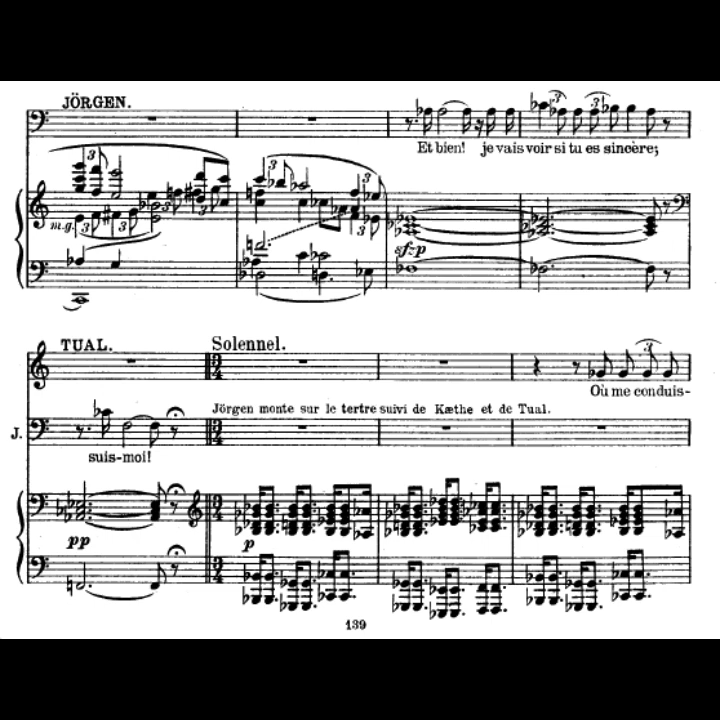 JÖRGEN.
Et bien! je vais voir si tu es sincère;
m.g.
sfz p
TUAL. Solennel.
Où me conduis-
Jörgen monte sur le tertre suivi de Kæthe et de Tual.
J.
suis-moi!
pp p
139